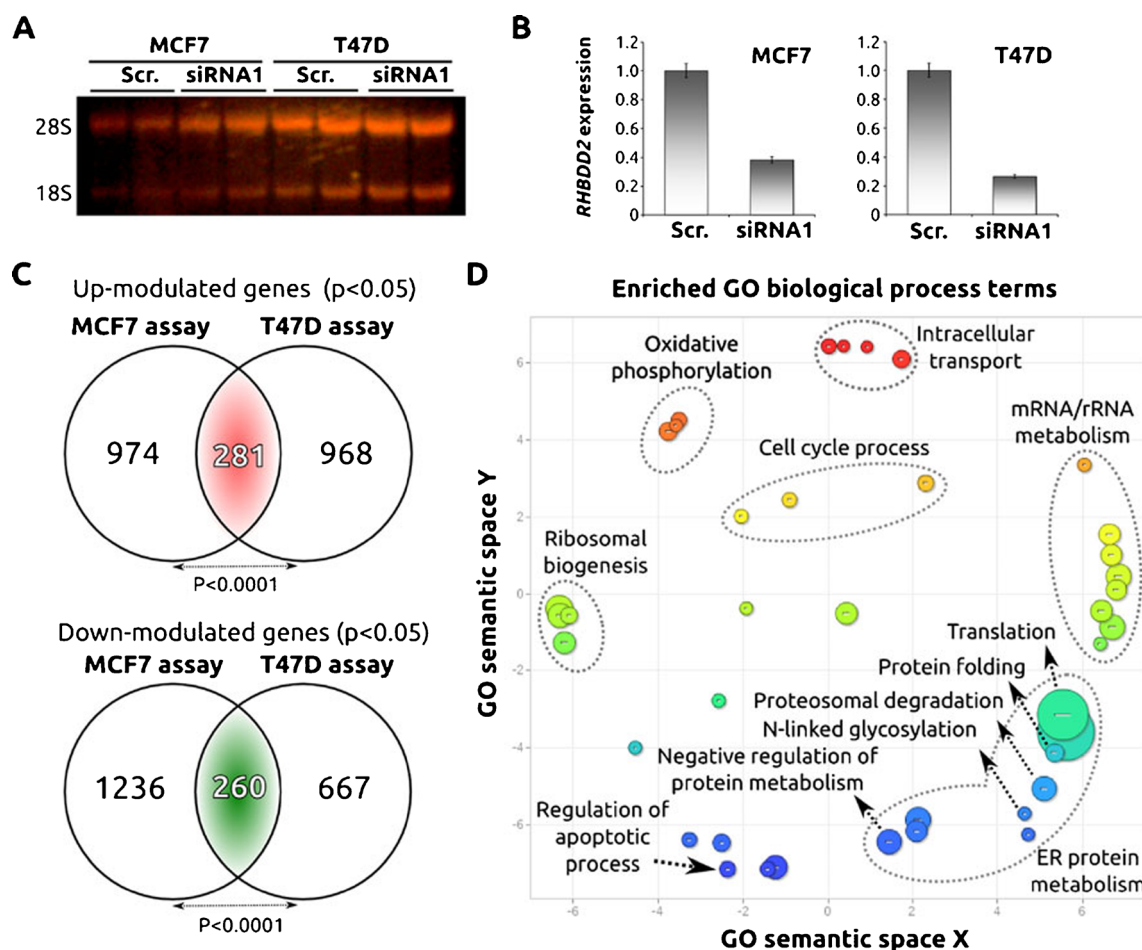 A
MCF7
T47D
Scr.
siRNA1
Scr.
siRNA1
28S
18S
B
RHBDD2 expression
1.2
1.0
0.8
0.6
0.4
0.2
0
MCF7
Scr.
siRNA1
1.2
1.0
0.8
0.6
0.4
0.2
0
T47D
Scr.
siRNA1
C
Up-modulated genes (p<0.05)
MCF7 assay
T47D assay
974
281
968
P<0.0001
Down-modulated genes (p<0.05)
MCF7 assay
T47D assay
1236
260
667
P<0.0001
D
Enriched GO biological process terms
GO semantic space Y
6
4
2
0
-2
-4
-6
Oxidative
phosphorylation
Intracellular
transport
mRNA/rRNA
metabolism
Cell cycle process
Ribosomal
biogenesis
Translation
Protein folding
Proteosomal degradation
N-linked glycosylation
Negative regulation of
protein metabolism
Regulation of
apoptotic
process
ER protein
metabolism
-6
-4
-2
0
2
4
6
GO semantic space X